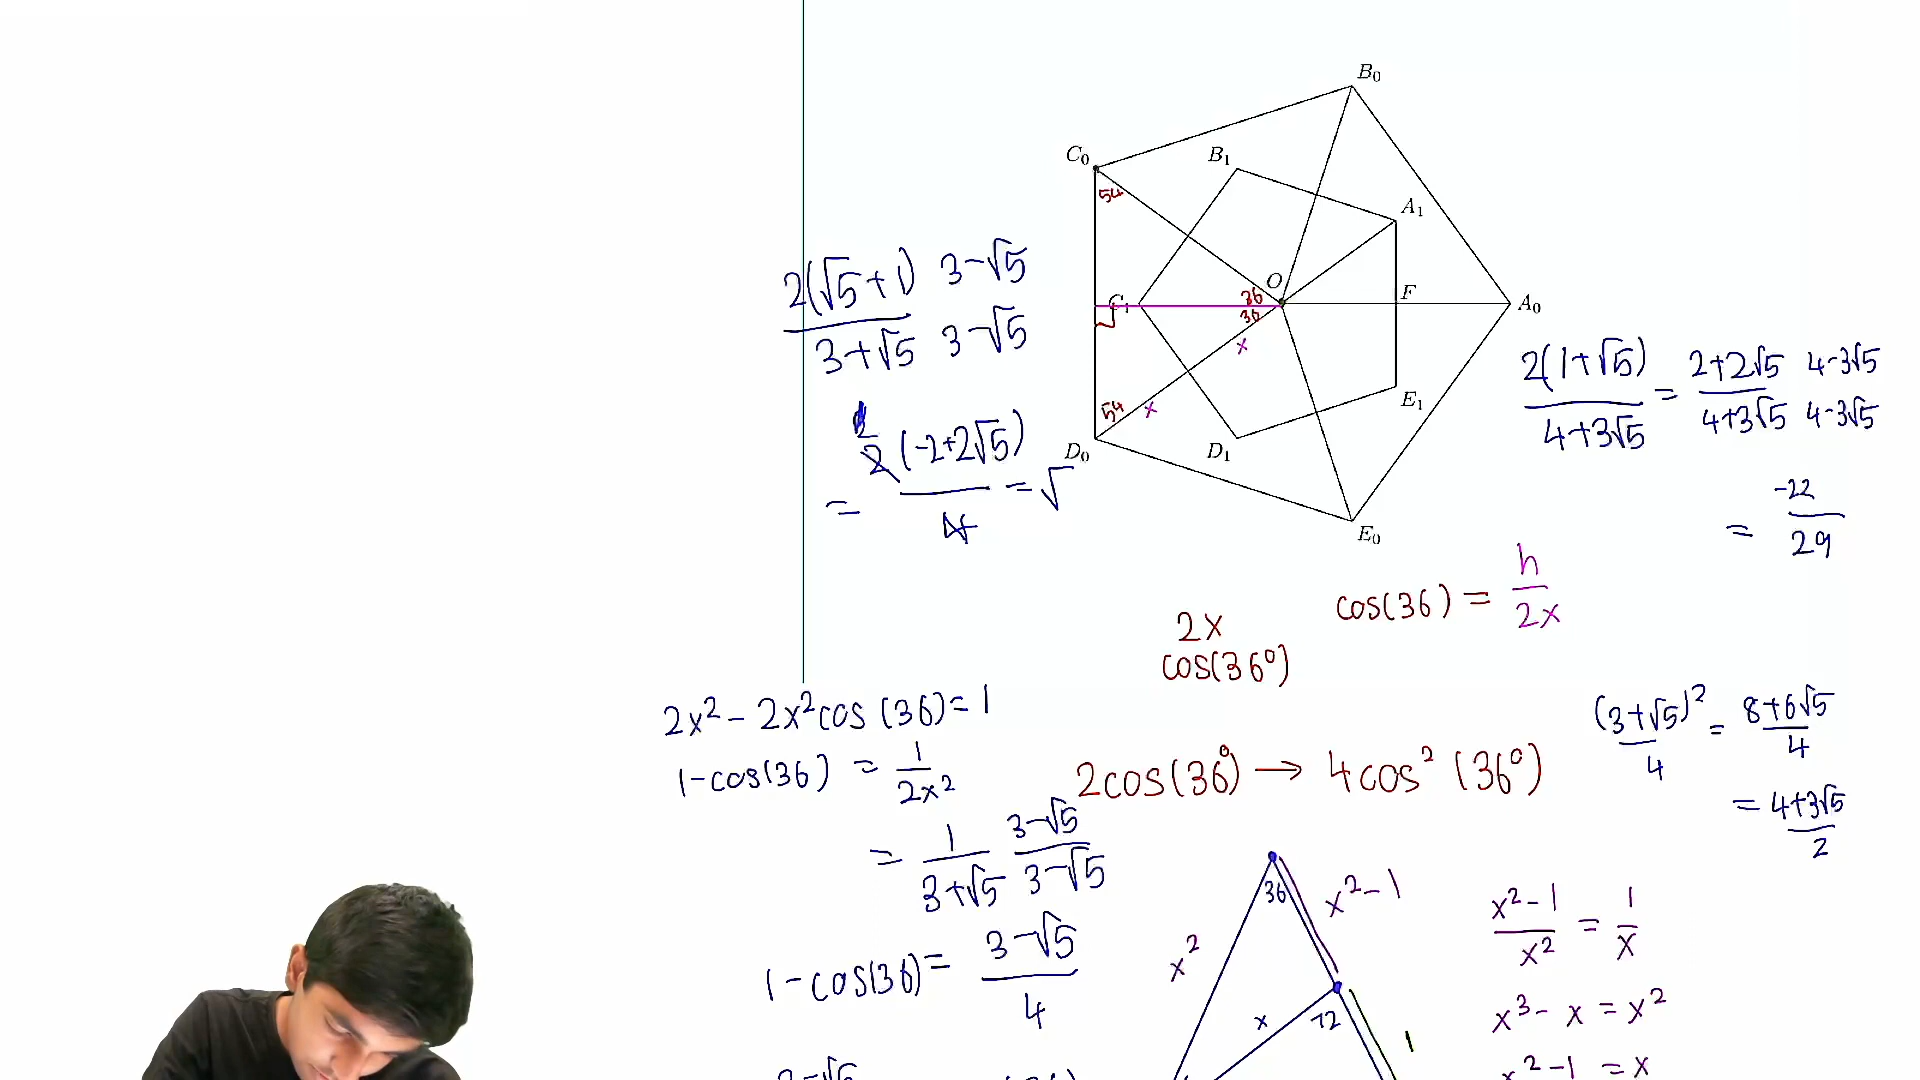 B₀
C₀
B₁
54
A₁
O
F
A₀
36
36
C₁
x
54
x
E₁
D₀
D₁
E₀
2(√5+1) 3-√5
3+√5 3-√5
= 2/2 (-2+2√5)/4 = √
2(1+√5)/(4+3√5) = (2+2√5)/(4+3√5) (4-3√5)/(4-3√5)
= -22/29
cos(36) = h/2x
2x
cos(36°)
2x² - 2x²cos(36) = 1
1-cos(36) = 1/2x²
= 1/(3+√5) (3-√5)/(3-√5)
1-cos(36) = (3-√5)/4
3-√5
2cos(36°) → 4cos²(36°)
(3+√5)²/4 = (8+6√5)/4
= (4+3√5)/2
36
x²-1
x²
x
72
1
(x²-1)/x² = 1/x
x³-x = x²
x²-1 = x